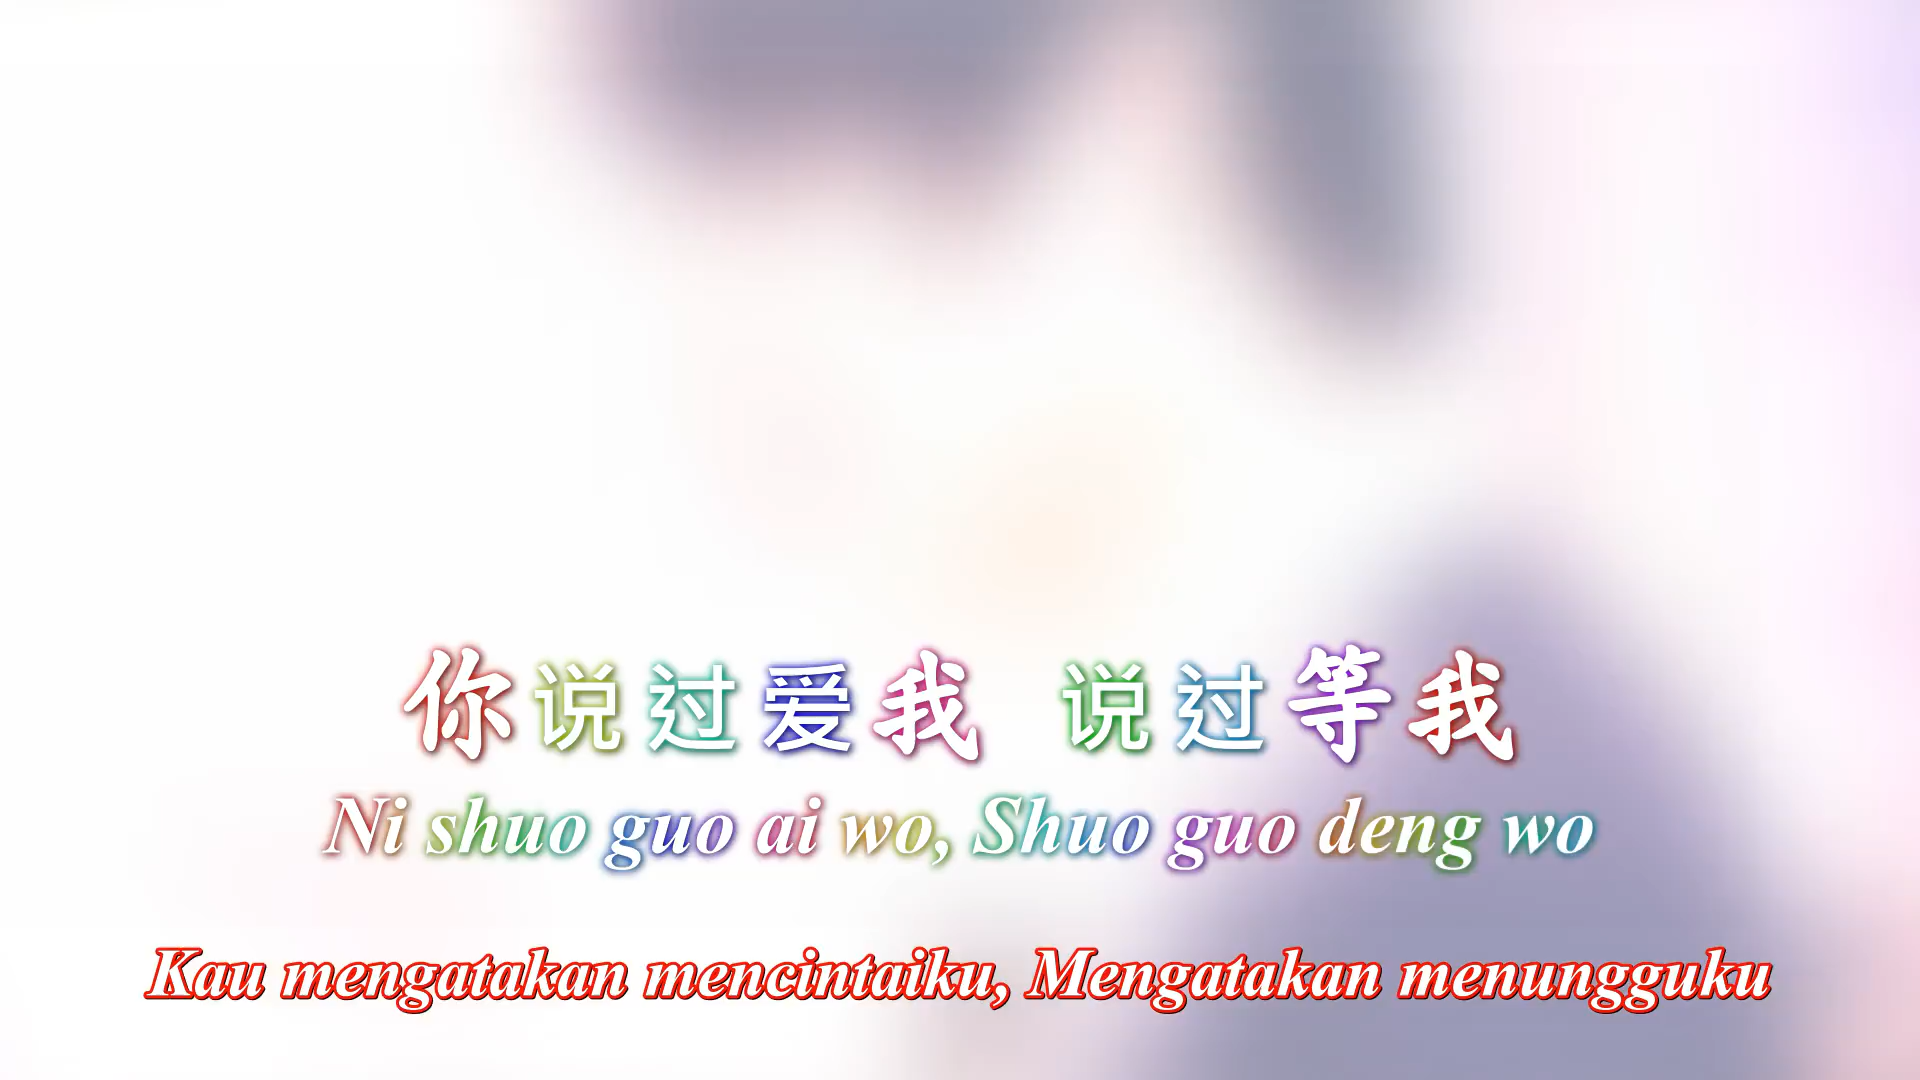 你说过爱我 说过等我
Ni shuo guo ai wo, Shuo guo deng wo
Kau mengatakan mencintaiku, Mengatakan menungguku